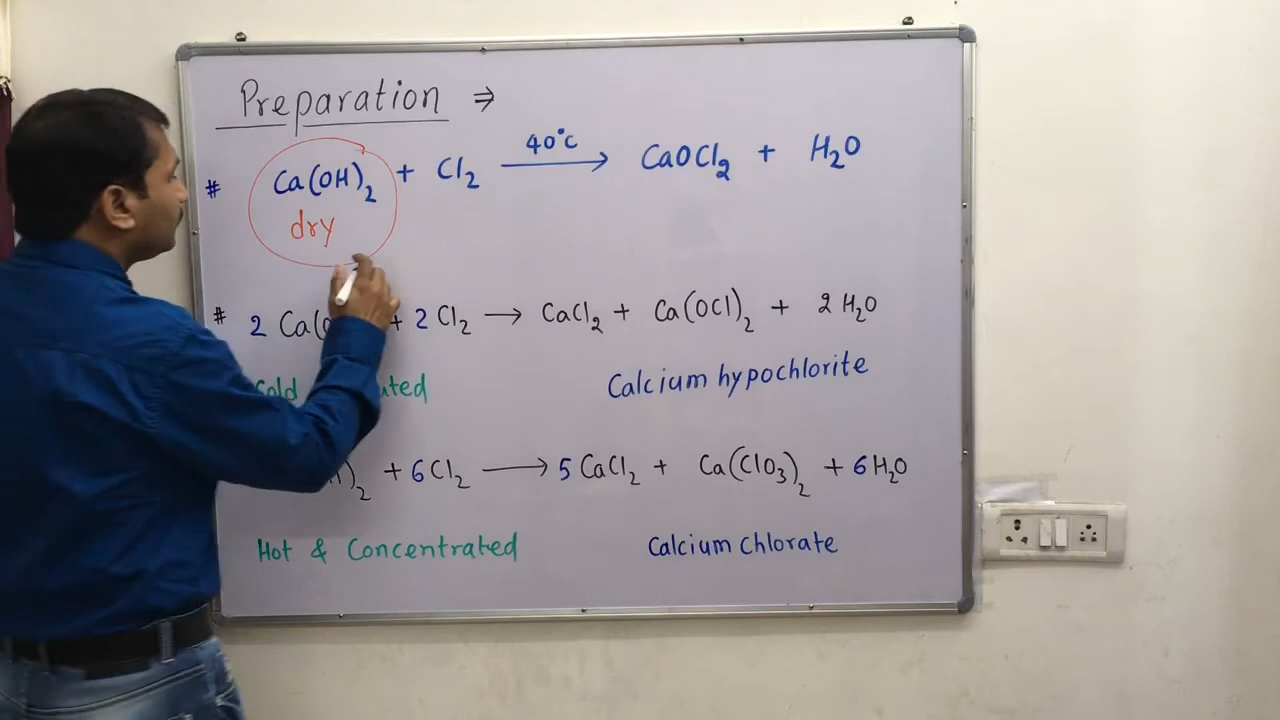 Preparation ⇒
# Ca(OH)₂ + Cl₂ —40°C→ CaOCl₂ + H₂O
dry
# 2 Ca(O + 2 Cl₂ → CaCl₂ + Ca(OCl)₂ + 2 H₂O
Cold Calcium hypochlorite
)₂ + 6 Cl₂ → 5 CaCl₂ + Ca(ClO₃)₂ + 6 H₂O
Hot & Concentrated Calcium chlorate